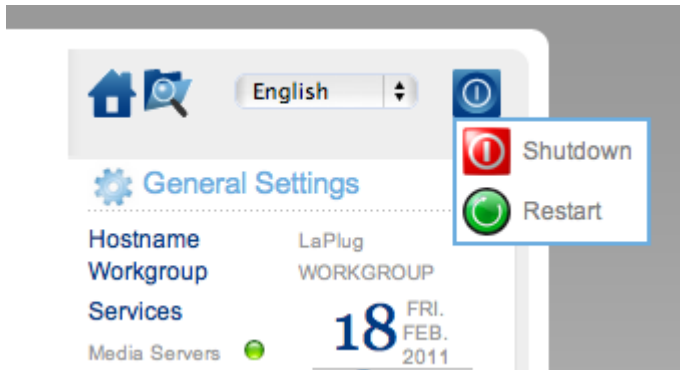 English
Shutdown
Restart
General Settings
Hostname LaPlug
Workgroup WORKGROUP
Services
18 FRI.
FEB.
2011
Media Servers